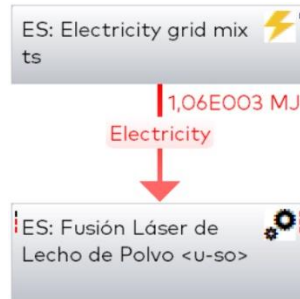 ES: Electricity grid mix
ts
1,06E003 MJ
Electricity
ES: Fusión Láser de
Lecho de Polvo <u-so>